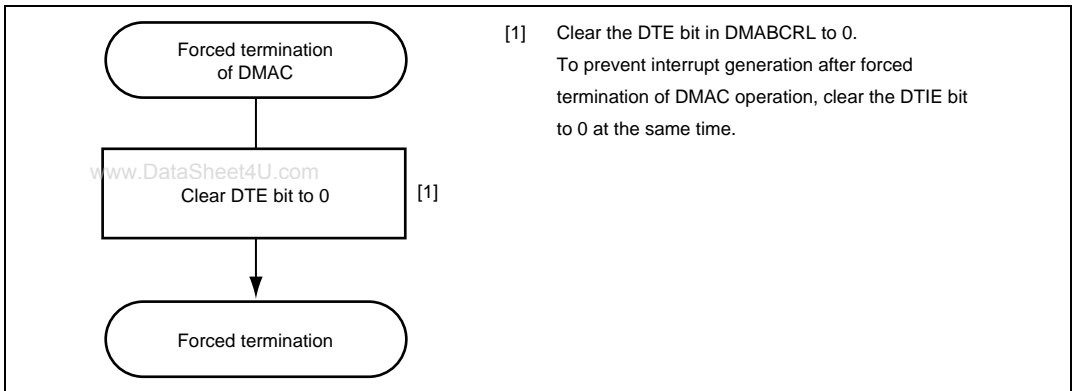 Forced termination
of DMAC
[1] Clear the DTE bit in DMABCRL to 0.
To prevent interrupt generation after forced
termination of DMAC operation, clear the DTIE bit
to 0 at the same time.
www.DataSheet4U.com
Clear DTE bit to 0
[1]
Forced termination